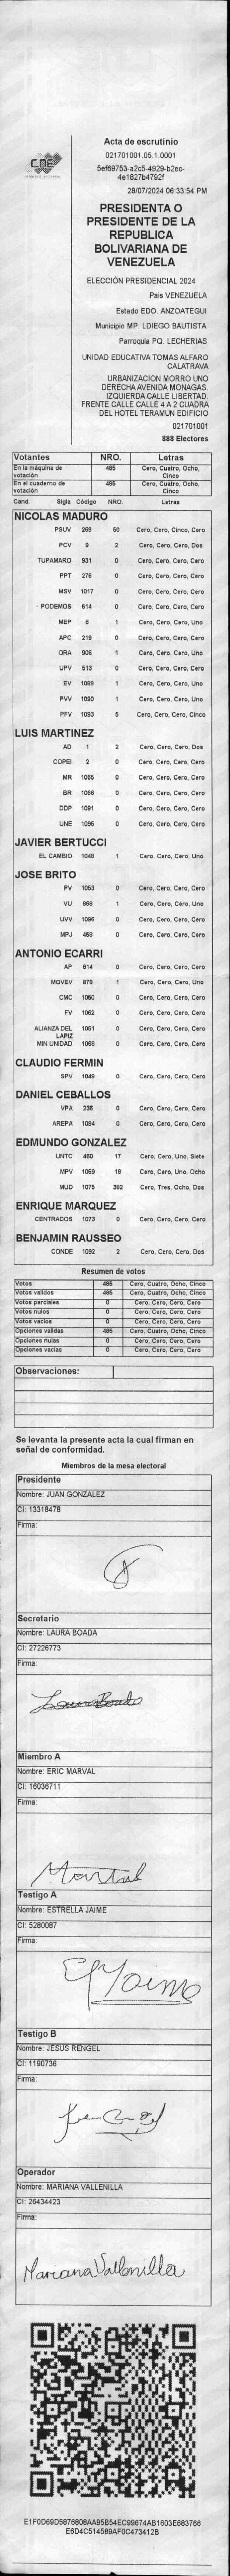 CNE
Acta de escrutinio
021701001.05.1.0001
5ef69753-a2c5-4929-b2ec-
4e1827b4792f
28/07/2024 06:33:54 PM
PRESIDENTA O
PRESIDENTE DE LA
REPUBLICA
BOLIVARIANA DE
VENEZUELA
ELECCIÓN PRESIDENCIAL 2024
Pais VENEZUELA
Estado EDO. ANZOATEGUI
Municipio MP. LDIEGO BAUTISTA
Parroquia PQ. LECHERIAS
UNIDAD EDUCATIVA TOMAS ALFARO
CALATRAVA
URBANIZACION MORRO UNO
DERECHA AVENIDA MONAGAS.
IZQUIERDA CALLE LIBERTAD.
FRENTE CALLE CALLE 4 A 2 CUADRA
DEL HOTEL TERAMUN EDIFICIO
021701001
888 Electores
Votantes NRO. Letras
En la máquina de votación 485 Cero, Cuatro, Ocho, Cinco
En el cuaderno de votación 485 Cero, Cuatro, Ocho, Cinco
Cand. Sigla Código NRO. Letras
NICOLAS MADURO
PSUV 269 50 Cero, Cero, Cinco, Cero
PCV 9 2 Cero, Cero, Cero, Dos
TUPAMARO 931 0 Cero, Cero, Cero, Cero
PPT 276 0 Cero, Cero, Cero, Cero
MSV 1017 0 Cero, Cero, Cero, Cero
PODEMOS 514 0 Cero, Cero, Cero, Cero
MEP 6 1 Cero, Cero, Cero, Uno
APC 219 0 Cero, Cero, Cero, Cero
ORA 906 1 Cero, Cero, Cero, Uno
UPV 513 0 Cero, Cero, Cero, Cero
EV 1089 1 Cero, Cero, Cero, Uno
PVV 1090 1 Cero, Cero, Cero, Uno
PFV 1093 5 Cero, Cero, Cero, Cinco
LUIS MARTINEZ
AD 1 2 Cero, Cero, Cero, Dos
COPEI 2 0 Cero, Cero, Cero, Cero
MR 1065 0 Cero, Cero, Cero, Cero
BR 1066 0 Cero, Cero, Cero, Cero
DDP 1091 0 Cero, Cero, Cero, Cero
UNE 1095 0 Cero, Cero, Cero, Cero
JAVIER BERTUCCI
EL CAMBIO 1048 1 Cero, Cero, Cero, Uno
JOSE BRITO
PV 1053 0 Cero, Cero, Cero, Cero
VU 868 1 Cero, Cero, Cero, Uno
UVV 1096 0 Cero, Cero, Cero, Cero
MPJ 458 0 Cero, Cero, Cero, Cero
ANTONIO ECARRI
AP 814 0 Cero, Cero, Cero, Cero
MOVEV 878 1 Cero, Cero, Cero, Uno
CMC 1050 0 Cero, Cero, Cero, Cero
FV 1062 0 Cero, Cero, Cero, Cero
ALIANZA DEL LAPIZ 1051 0 Cero, Cero, Cero, Cero
MIN UNIDAD 1068 0 Cero, Cero, Cero, Cero
CLAUDIO FERMIN
SPV 1049 0 Cero, Cero, Cero, Cero
DANIEL CEBALLOS
VPA 236 0 Cero, Cero, Cero, Cero
AREPA 1094 0 Cero, Cero, Cero, Cero
EDMUNDO GONZALEZ
UNTC 460 17 Cero, Cero, Uno, Siete
MPV 1069 18 Cero, Cero, Uno, Ocho
MUD 1075 382 Cero, Tres, Ocho, Dos
ENRIQUE MARQUEZ
CENTRADOS 1073 0 Cero, Cero, Cero, Cero
BENJAMIN RAUSSEO
CONDE 1092 2 Cero, Cero, Cero, Dos
Resumen de votos
Votos 485 Cero, Cuatro, Ocho, Cinco
Votos validos 485 Cero, Cuatro, Ocho, Cinco
Votos parciales 0 Cero, Cero, Cero, Cero
Votos nulos 0 Cero, Cero, Cero, Cero
Votos vacios 0 Cero, Cero, Cero, Cero
Opciones validas 485 Cero, Cuatro, Ocho, Cinco
Opciones nulas 0 Cero, Cero, Cero, Cero
Opciones vacias 0 Cero, Cero, Cero, Cero
Observaciones:
Se levanta la presente acta la cual firman en
señal de conformidad.
Miembros de la mesa electoral
Presidente
Nombre: JUAN GONZALEZ
CI: 13318478
Firma:
Secretario
Nombre: LAURA BOADA
CI: 27226773
Firma:
Laura Boada
Miembro A
Nombre: ERIC MARVAL
CI: 16036711
Firma:
Marval
Testigo A
Nombre: ESTRELLA JAIME
CI: 5280087
Firma:
EJaime
Testigo B
Nombre: JESUS RENGEL
CI: 1190736
Firma:
Operador
Nombre: MARIANA VALLENILLA
CI: 26434423
Firma:
Mariana Vallenilla
E1F0D69D5876808AA95B54EC99674AB1603E683766
E6D4C514589AF0C473412B